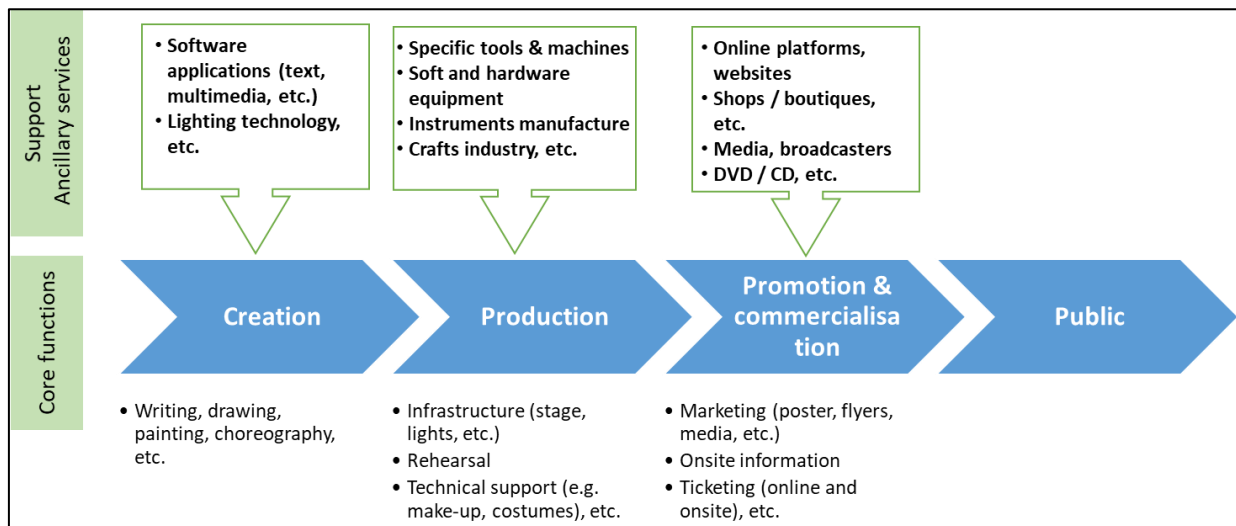 Support
Ancillary services
• Software
applications (text,
multimedia, etc.)
• Lighting technology,
etc.
• Specific tools & machines
• Soft and hardware
equipment
• Instruments manufacture
• Crafts industry, etc.
• Online platforms,
websites
• Shops / boutiques,
etc.
• Media, broadcasters
• DVD / CD, etc.
Core functions
Creation
Production
Promotion &
commercialisa
tion
Public
• Writing, drawing,
painting, choreography,
etc.
• Infrastructure (stage,
lights, etc.)
• Rehearsal
• Technical support (e.g.
make-up, costumes), etc.
• Marketing (poster, flyers,
media, etc.)
• Onsite information
• Ticketing (online and
onsite), etc.